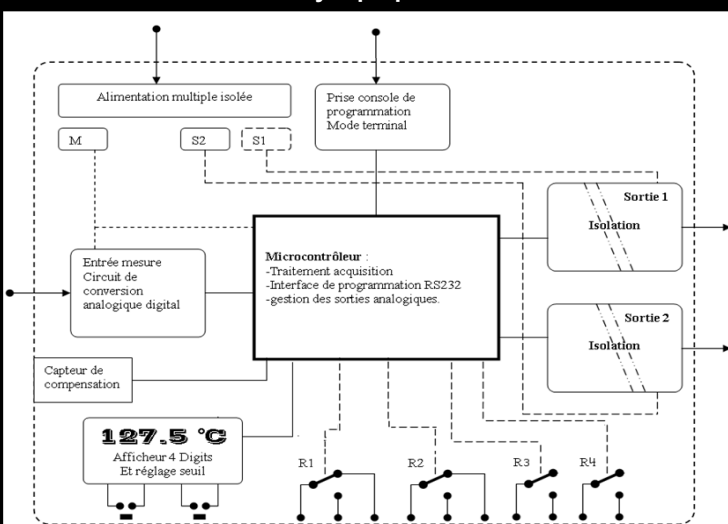 Alimentation multiple isolée
Prise console de
programmation
Mode terminal
M
S2
S1
Sortie 1
Isolation
Microcontrôleur :
-Traitement acquisition
-Interface de programmation RS232
-gestion des sorties analogiques.
Entrée mesure
Circuit de
conversion
analogique digital
Sortie 2
Isolation
Capteur de
compensation
127.5 °C
Afficheur 4 Digits
Et réglage seuil
R1
R2
R3
R4